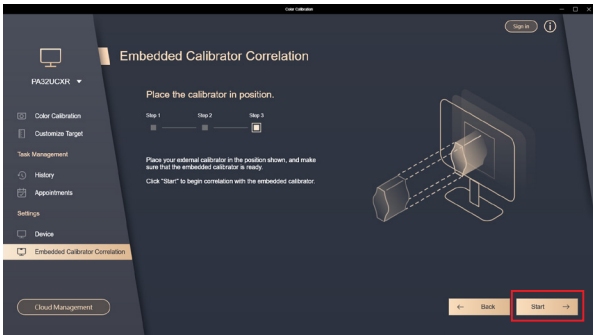 Color Calibration
Sign in
PA32UCXR
Color Calibration
Customize Target
Task Management
History
Appointments
Settings
Device
Embedded Calibrator Correlation
Cloud Management
Embedded Calibrator Correlation
Place the calibrator in position.
Step 1 Step 2 Step 3
Place your external calibrator in the position shown, and make
sure that the embedded calibrator is ready.
Click "Start" to begin correlation with the embedded calibrator.
Back
Start